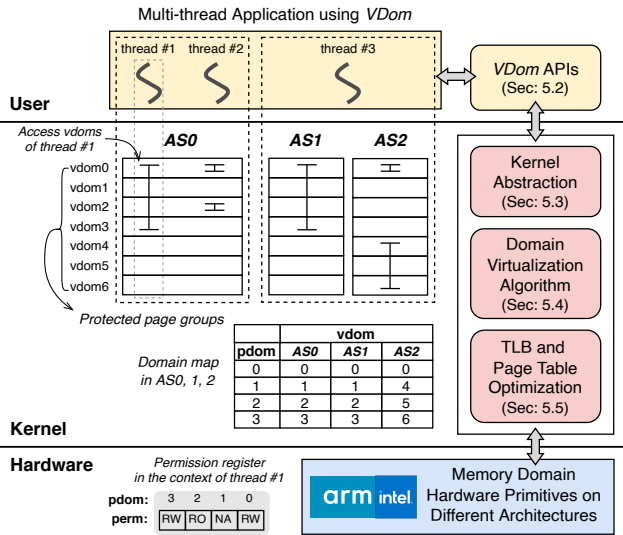 Multi-thread Application using VDom
thread #1 thread #2 thread #3
VDom APIs
(Sec: 5.2)
User
Access vdoms
of thread #1
AS0 AS1 AS2
vdom0
vdom1
vdom2
vdom3
vdom4
vdom5
vdom6
Kernel
Abstraction
(Sec: 5.3)
Domain
Virtualization
Algorithm
(Sec: 5.4)
TLB and
Page Table
Optimization
(Sec: 5.5)
Protected page groups
Domain map
in AS0, 1, 2
vdom
pdom AS0 AS1 AS2
0 0 0 0
1 1 1 4
2 2 2 5
3 3 3 6
Kernel
Hardware
Permission register
in the context of thread #1
pdom: 3 2 1 0
perm: RW RO NA RW
arm intel
Memory Domain
Hardware Primitives on
Different Architectures